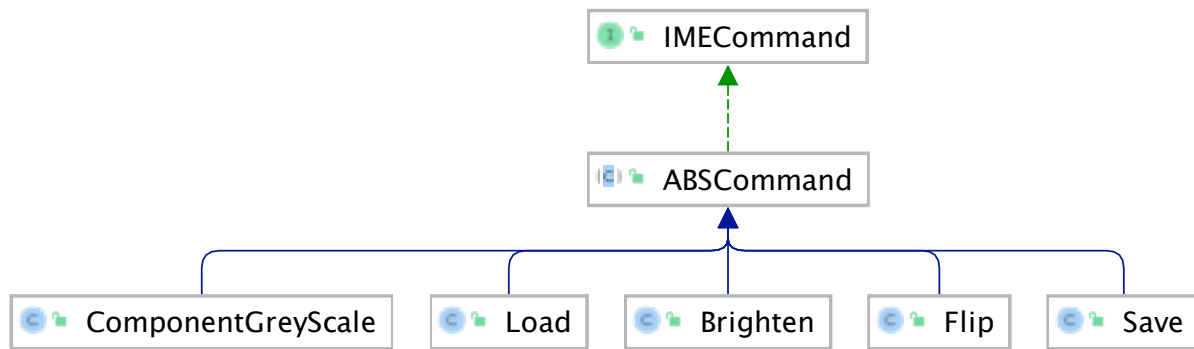 IMECommand
ABSCommand
ComponentGreyScale
Load
Brighten
Flip
Save